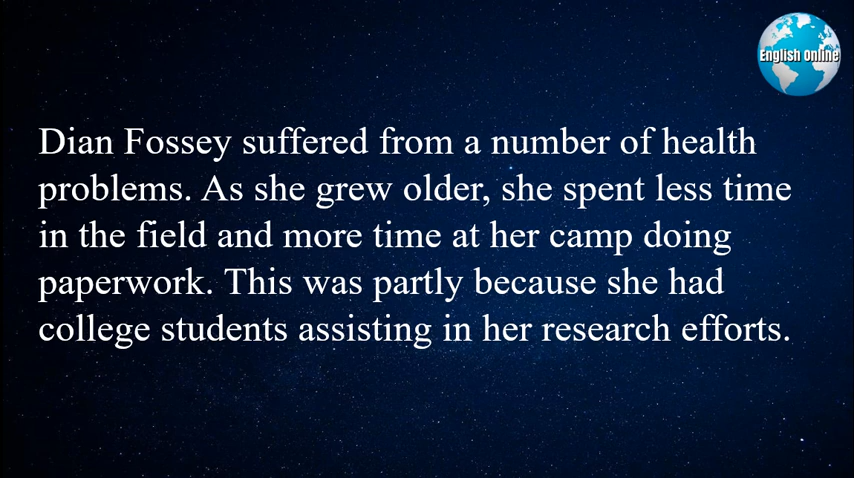 English Online
Dian Fossey suffered from a number of health
problems. As she grew older, she spent less time
in the field and more time at her camp doing
paperwork. This was partly because she had
college students assisting in her research efforts.